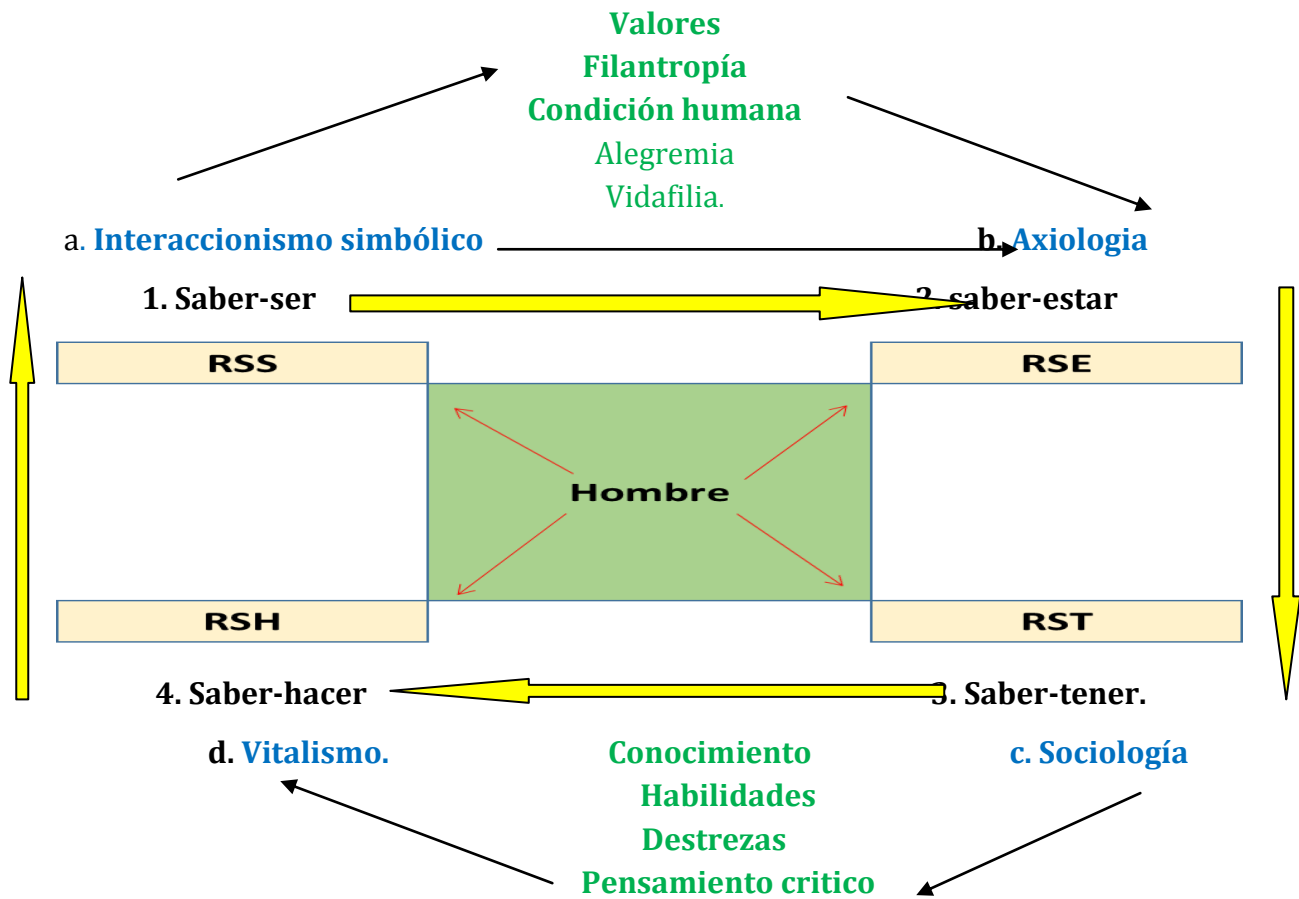 Valores
Filantropía
Condición humana
Alegremia
Vidafilia.
a. Interaccionismo simbólico
b. Axiologia
1. Saber-ser
2. saber-estar
RSS
RSE
Hombre
RSH
RST
4. Saber-hacer
3. Saber-tener.
d. Vitalismo.
Conocimiento
c. Sociología
Habilidades
Destrezas
Pensamiento critico